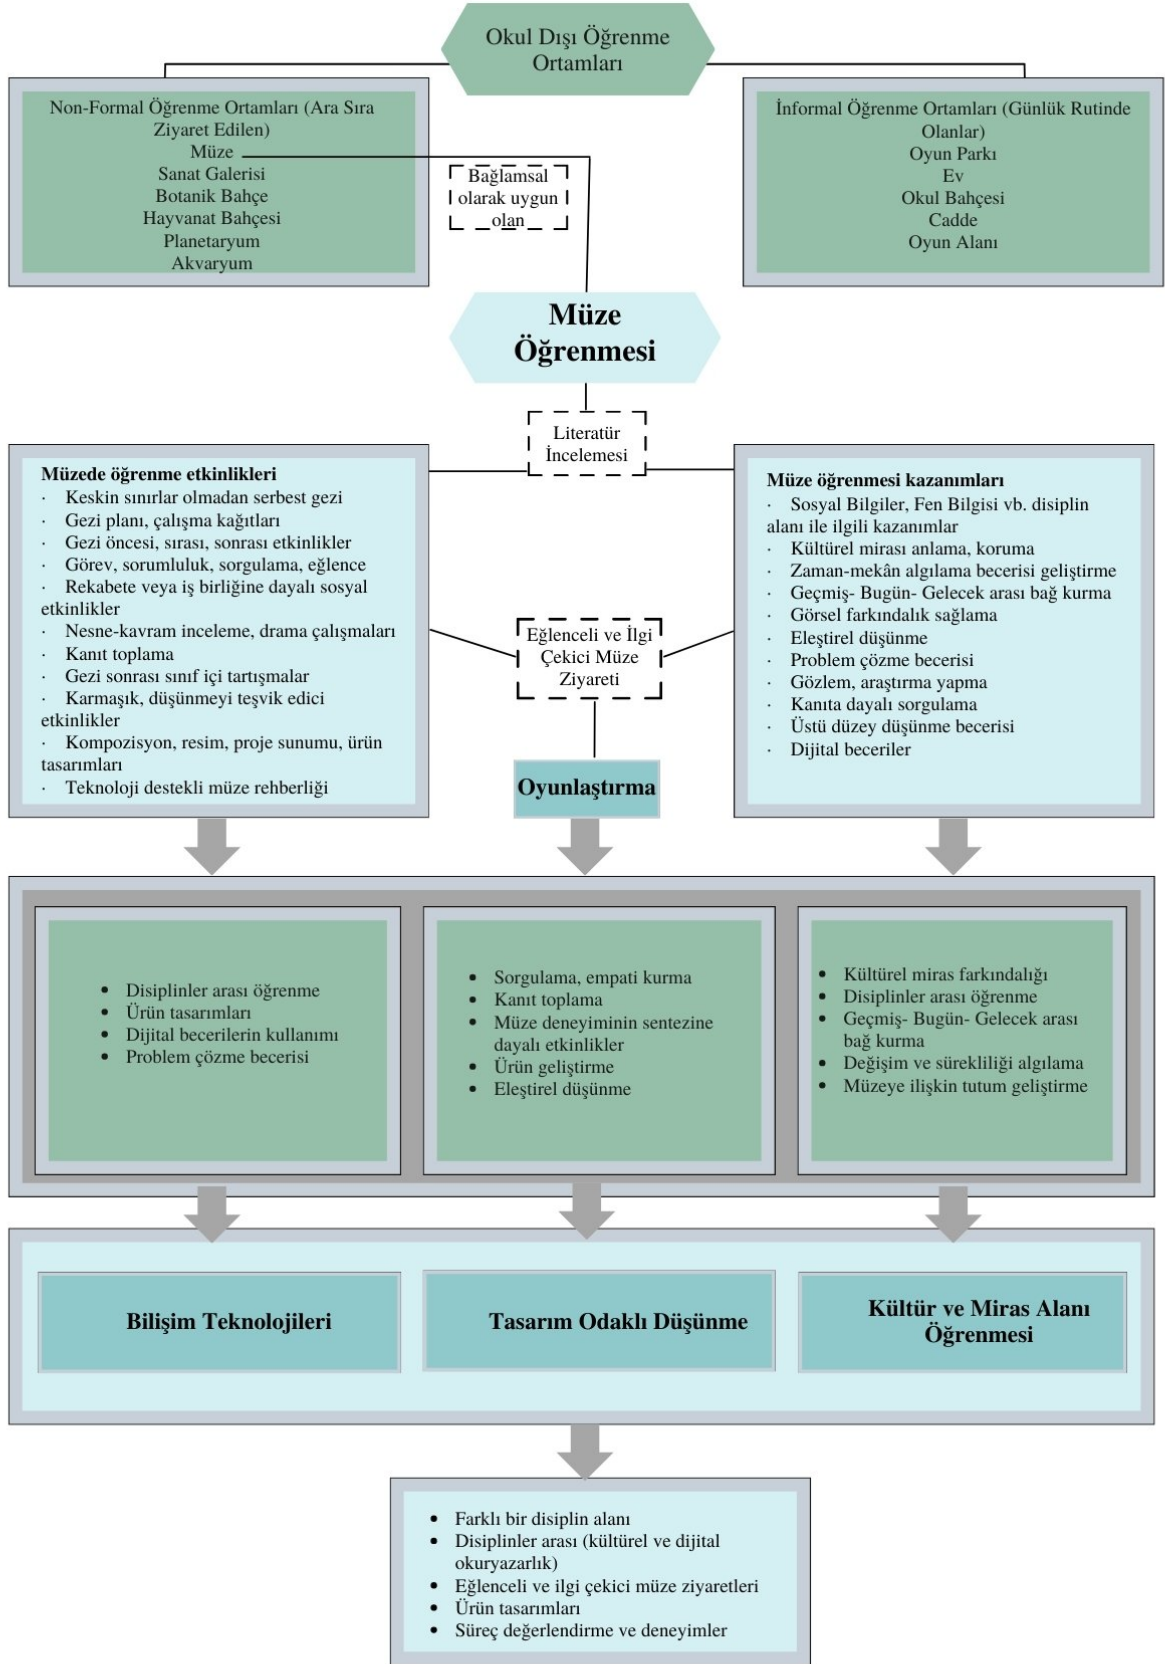 Okul Dışı Öğrenme
Ortamları
Non-Formal Öğrenme Ortamları (Ara Sıra
Ziyaret Edilen)
Müze
Sanat Galerisi
Botanik Bahçe
Hayvanat Bahçesi
Planetaryum
Akvaryum
Bağlamsal
olarak uygun
olan
İnformal Öğrenme Ortamları (Günlük Rutinde
Olanlar)
Oyun Parkı
Ev
Okul Bahçesi
Cadde
Oyun Alanı
Müze
Öğrenmesi
Literatür
İncelemesi
Müzede öğrenme etkinlikleri
· Keskin sınırlar olmadan serbest gezi
· Gezi planı, çalışma kağıtları
· Gezi öncesi, sırası, sonrası etkinlikler
· Görev, sorumluluk, sorgulama, eğlence
· Rekabete veya iş birliğine dayalı sosyal
etkinlikler
· Nesne-kavram inceleme, drama çalışmaları
· Kanıt toplama
· Gezi sonrası sınıf içi tartışmalar
· Karmaşık, düşünmeyi teşvik edici
etkinlikler
· Kompozisyon, resim, proje sunumu, ürün
tasarımları
· Teknoloji destekli müze rehberliği
Eğlenceli ve İlgi
Çekici Müze
Ziyareti
Oyunlaştırma
Müze öğrenmesi kazanımları
· Sosyal Bilgiler, Fen Bilgisi vb. disiplin
alanı ile ilgili kazanımlar
· Kültürel mirası anlama, koruma
· Zaman-mekân algılama becerisi geliştirme
· Geçmiş- Bugün- Gelecek arası bağ kurma
· Görsel farkındalık sağlama
· Eleştirel düşünme
· Problem çözme becerisi
· Gözlem, araştırma yapma
· Kanıta dayalı sorgulama
· Üstü düzey düşünme becerisi
· Dijital beceriler
• Disiplinler arası öğrenme
• Ürün tasarımları
• Dijital becerilerin kullanımı
• Problem çözme becerisi
• Sorgulama, empati kurma
• Kanıt toplama
• Müze deneyiminin sentezine
dayalı etkinlikler
• Ürün geliştirme
• Eleştirel düşünme
• Kültürel miras farkındalığı
• Disiplinler arası öğrenme
• Geçmiş- Bugün- Gelecek arası
bağ kurma
• Değişim ve sürekliliği algılama
• Müzeye ilişkin tutum geliştirme
Bilişim Teknolojileri
Tasarım Odaklı Düşünme
Kültür ve Miras Alanı
Öğrenmesi
• Farklı bir disiplin alanı
• Disiplinler arası (kültürel ve dijital
okuryazarlık)
• Eğlenceli ve ilgi çekici müze ziyaretleri
• Ürün tasarımları
• Süreç değerlendirme ve deneyimler